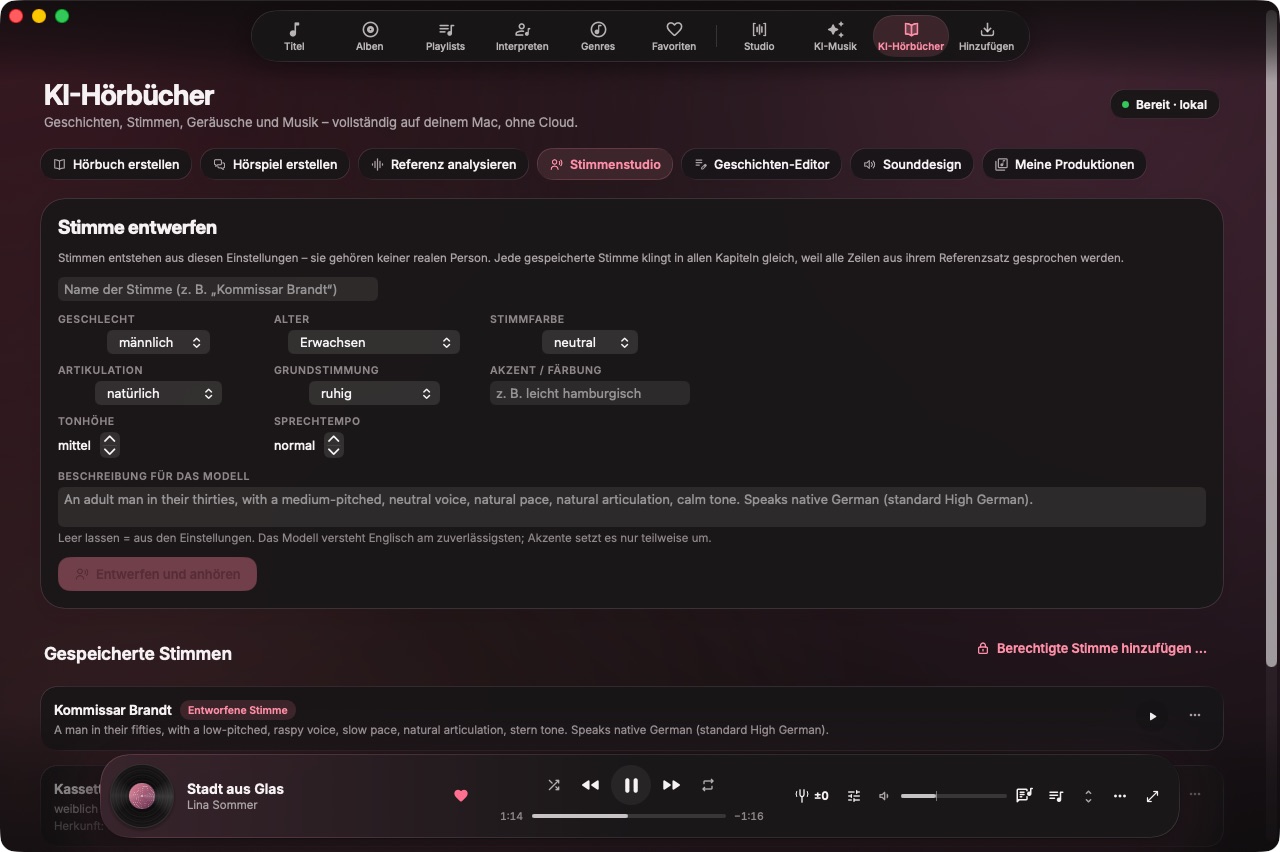 Titel
Alben
Playlists
Interpreten
Genres
Favoriten
Studio
KI-Musik
KI-Hörbücher
Hinzufügen
KI-Hörbücher
Geschichten, Stimmen, Geräusche und Musik – vollständig auf deinem Mac, ohne Cloud.
Bereit · lokal
Hörbuch erstellen
Hörspiel erstellen
Referenz analysieren
Stimmenstudio
Geschichten-Editor
Sounddesign
Meine Produktionen
Stimme entwerfen
Stimmen entstehen aus diesen Einstellungen – sie gehören keiner realen Person. Jede gespeicherte Stimme klingt in allen Kapiteln gleich, weil alle Zeilen aus ihrem Referenzsatz gesprochen werden.
Name der Stimme (z. B. „Kommissar Brandt“)
GESCHLECHT
ALTER
STIMMFARBE
männlich
Erwachsen
neutral
ARTIKULATION
GRUNDSTIMMUNG
AKZENT / FÄRBUNG
natürlich
ruhig
z. B. leicht hamburgisch
TONHÖHE
SPRECHTEMPO
mittel
normal
BESCHREIBUNG FÜR DAS MODELL
An adult man in their thirties, with a medium-pitched, neutral voice, natural pace, natural articulation, calm tone. Speaks native German (standard High German).
Leer lassen = aus den Einstellungen. Das Modell versteht Englisch am zuverlässigsten; Akzente setzt es nur teilweise um.
Entwerfen und anhören
Gespeicherte Stimmen
Berechtigte Stimme hinzufügen ...
Kommissar Brandt
Entworfene Stimme
A man in their fifties, with a low-pitched, raspy voice, slow pace, natural articulation, stern tone. Speaks native German (standard High German).
weiblich
Herkunft:
Stadt aus Glas
Lina Sommer
1:14
−1:16
±0